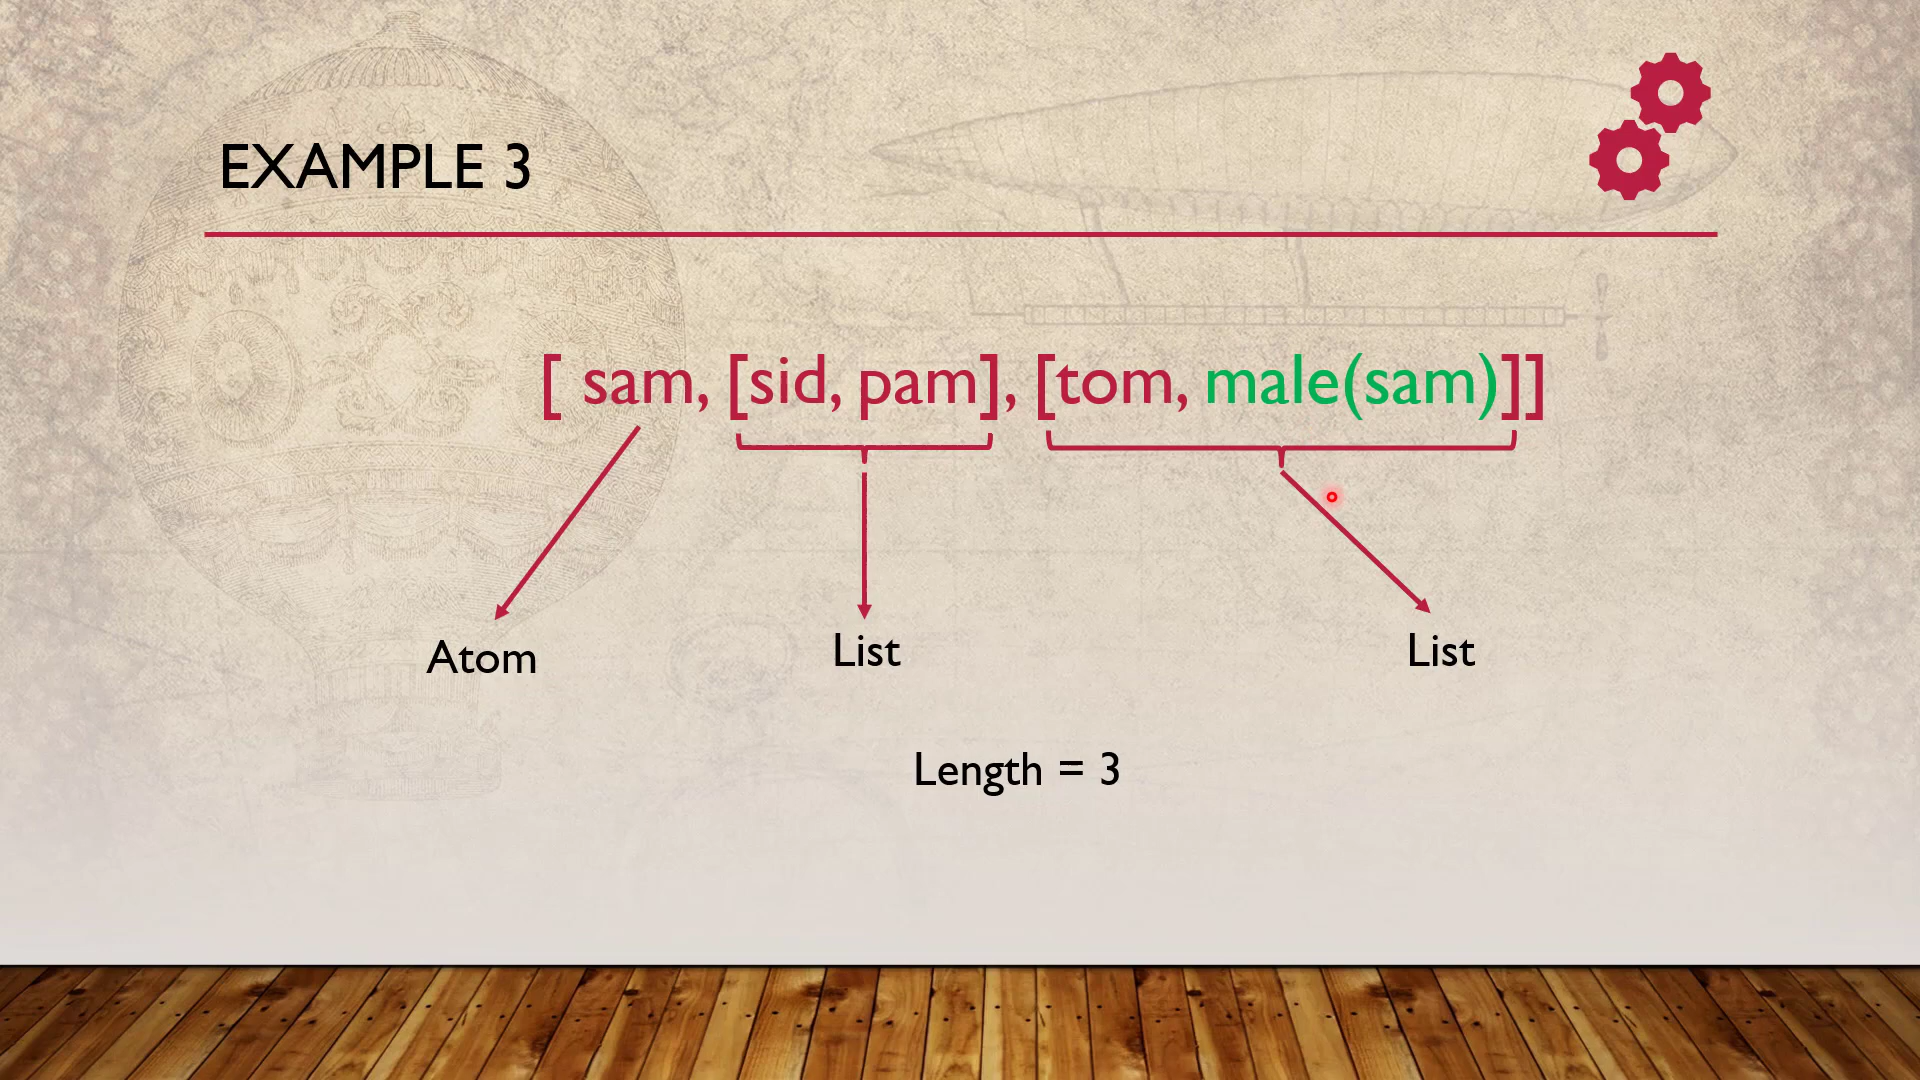 EXAMPLE 3
[ sam, [sid, pam], [tom, male(sam)]]
Atom
List
List
Length = 3